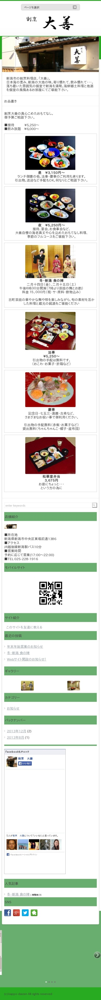 ページを選択
割烹 大善
大善
新潟市の割烹料理店、「大善」。
日本海の恵み、新潟の大地の味。寄り慣れて、飲み慣れて・・・。
落ち着いた雰囲気の個室で新潟を満喫。海鮮郷土料理と地酒
を個室の風情あるお部屋にてご堪能下さい。
お品書き
割烹大善の真心こめたおもてなし。
御予算ご相談下さい。
■接待 ¥5,250〜
■飲み放題 ¥6,000〜
昼 ¥3,150円〜
ランチ御膳の他、法事・慶事のご利用も承ります。
引出物。送迎など手配もOK。何なりとご相談下さい。
夜 ¥5,250円〜
接待、宴会、お食事会など、
大善自慢の海老真丈や心を込めたおもてなし料理、
季節のフルコースをご堪能下さい。
冬・新潟 食の陣
二月十四日（金）、二月十五日（土）
午後6時30分開演（7時より芸妓の舞とお酌）
料金 15，000円（税・サ・席料・飲物込み）
古町芸妓の華やかな舞や唄を楽しみながら、旬の素材を活か
した料理と蔵元の銘酒をご堪能ください
法事
¥5,250〜
引出物の手配は無料です。
（おこわ・お菓子・折箱など）
慶事
記念日・七五三・還暦・古希など、
さまざまなお祝い事で御利用ください。
引出物の手配無料（赤飯・お菓子など）
貸出無料（ちゃんちゃんこ・帽子・座布団）
松華堂弁当
3,675円
お昼にちょっと・・・
という方の為に
enter keywords
店舗紹介
■所在地
新潟県新潟市中央区東堀前通1386
■アクセス
JR越後線新潟駅バス10分
■営業時間
予約に応じて営業(17:00〜22:00)
■TEL 025-228-1916
モバイルサイト
サイト紹介
このサイトを友達に教える
最近の投稿
年末年始営業のお知らせ
冬・新潟 食の陣
Webサイト開設のお知らせ！
ギャラリー
カテゴリー
お知らせ
バックナンバー
2013年12月 (2)
2013年8月 (1)
Facebookもチェック
割烹 大膳
いいね！
5人が割烹 大膳について「いいね！」と言っています。
Facebookソーシャルプラグイン
人気記事
冬・新潟 食の陣 | 閲覧数(3)
SNS
(c) kappo daizen All rights reserved